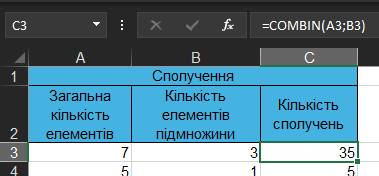 C3 =COMBIN(A3;B3)
A B C
1 Сполучення
2 Загальна кількість елементів Кількість елементів підмножини Кількість сполучень
3 7 3 35
4 5 1 5